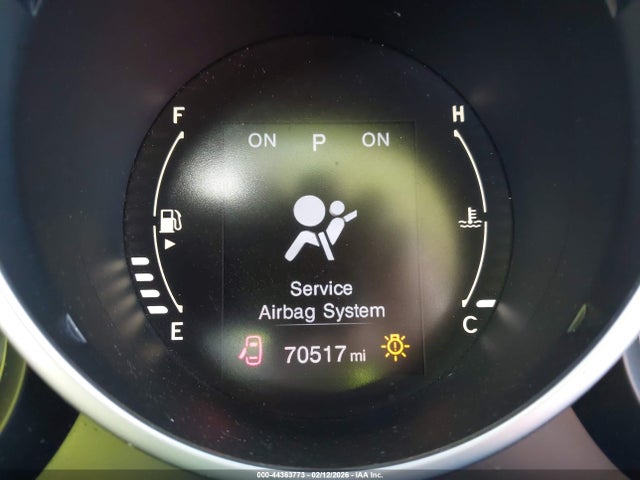 F H
ON P ON
Service
Airbag System
E C
70517 mi
000-44363773 - 02/12/2026 - IAA Inc.